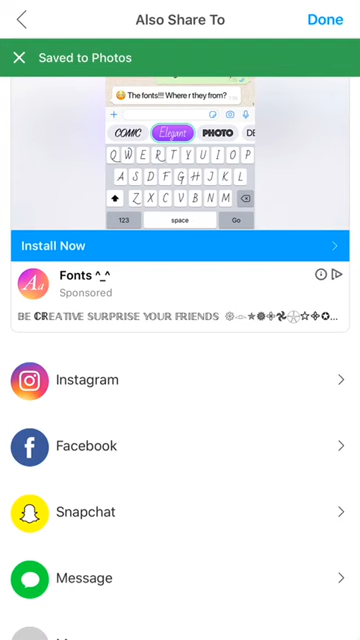 Also Share To
Done
Saved to Photos
The fonts!!! Where r they from?
COMIC
Elegant
PHOTO
Q W E R T Y U I O P
A S D F G H J K L
Z X C V B N M
123
space
Go
Install Now
Fonts ^_^
Sponsored
BE CREATIVE SURPRISE YOUR FRIENDS
Instagram
Facebook
Snapchat
Message